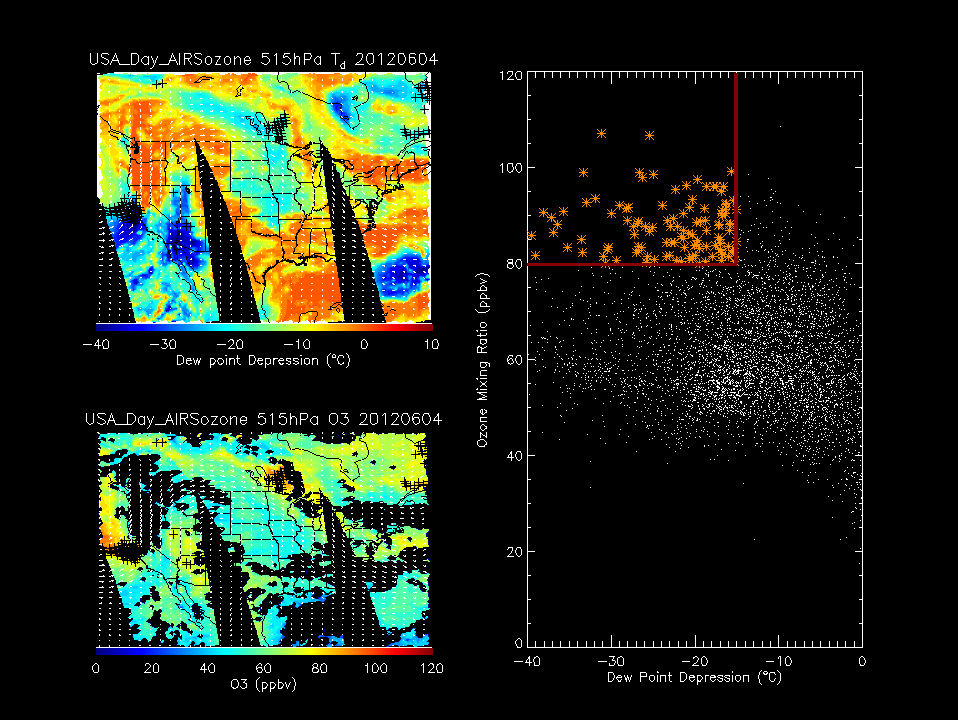 USA_Day_AIRSozone 515hPa Td 20120604
−40 −30 −20 −10 0 10
Dew point Depression (°C)
USA_Day_AIRSozone 515hPa O3 20120604
0 20 40 60 80 100 120
O3 (ppbv)
120
100
80
60
40
20
0
Ozone Mixing Ratio (ppbv)
−40 −30 −20 −10 0
Dew Point Depression (°C)